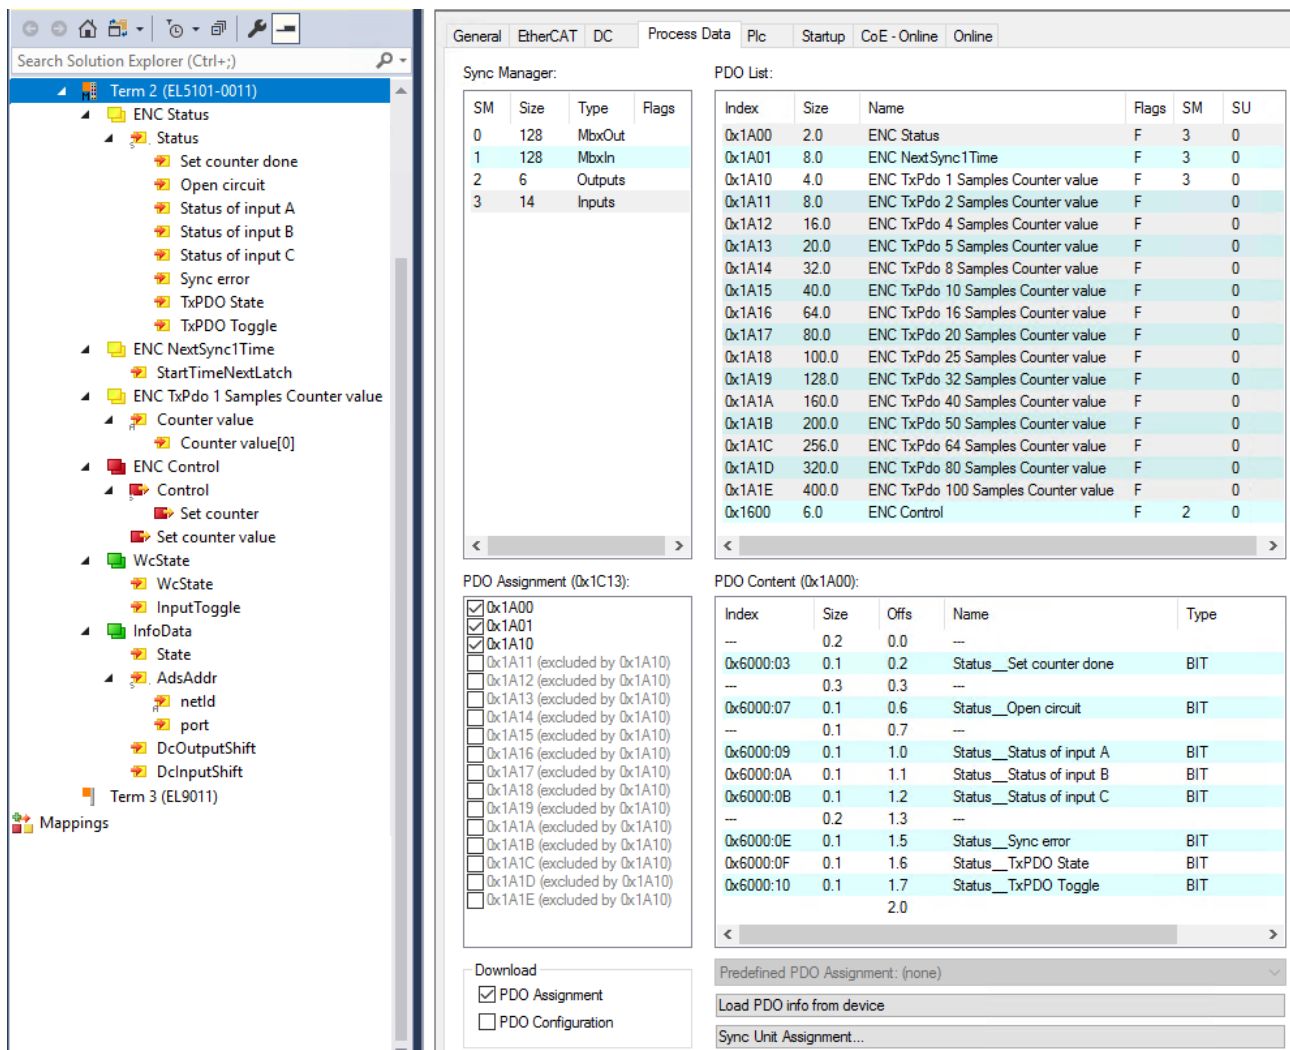 Search Solution Explorer (Ctrl+;)
Term 2 (EL5101-0011)
ENC Status
Status
Set counter done
Open circuit
Status of input A
Status of input B
Status of input C
Sync error
TxPDO State
TxPDO Toggle
ENC NextSync1Time
StartTimeNextLatch
ENC TxPdo 1 Samples Counter value
Counter value
Counter value[0]
ENC Control
Control
Set counter
Set counter value
WcState
WcState
InputToggle
InfoData
State
AdsAddr
netId
port
DcOutputShift
DcInputShift
Term 3 (EL9011)
Mappings
General EtherCAT DC Process Data Plc Startup CoE - Online Online
Sync Manager:
SM Size Type Flags
0 128 MbxOut
1 128 MbxIn
2 6 Outputs
3 14 Inputs
PDO List:
Index Size Name Flags SM SU
0x1A00 2.0 ENC Status F 3 0
0x1A01 8.0 ENC NextSync1Time F 3 0
0x1A10 4.0 ENC TxPdo 1 Samples Counter value F 3 0
0x1A11 8.0 ENC TxPdo 2 Samples Counter value F 0
0x1A12 16.0 ENC TxPdo 4 Samples Counter value F 0
0x1A13 20.0 ENC TxPdo 5 Samples Counter value F 0
0x1A14 32.0 ENC TxPdo 8 Samples Counter value F 0
0x1A15 40.0 ENC TxPdo 10 Samples Counter value F 0
0x1A16 64.0 ENC TxPdo 16 Samples Counter value F 0
0x1A17 80.0 ENC TxPdo 20 Samples Counter value F 0
0x1A18 100.0 ENC TxPdo 25 Samples Counter value F 0
0x1A19 128.0 ENC TxPdo 32 Samples Counter value F 0
0x1A1A 160.0 ENC TxPdo 40 Samples Counter value F 0
0x1A1B 200.0 ENC TxPdo 50 Samples Counter value F 0
0x1A1C 256.0 ENC TxPdo 64 Samples Counter value F 0
0x1A1D 320.0 ENC TxPdo 80 Samples Counter value F 0
0x1A1E 400.0 ENC TxPdo 100 Samples Counter value F 0
0x1600 6.0 ENC Control F 2 0
PDO Assignment (0x1C13):
0x1A00
0x1A01
0x1A10
0x1A11 (excluded by 0x1A10)
0x1A12 (excluded by 0x1A10)
0x1A13 (excluded by 0x1A10)
0x1A14 (excluded by 0x1A10)
0x1A15 (excluded by 0x1A10)
0x1A16 (excluded by 0x1A10)
0x1A17 (excluded by 0x1A10)
0x1A18 (excluded by 0x1A10)
0x1A19 (excluded by 0x1A10)
0x1A1A (excluded by 0x1A10)
0x1A1B (excluded by 0x1A10)
0x1A1C (excluded by 0x1A10)
0x1A1D (excluded by 0x1A10)
0x1A1E (excluded by 0x1A10)
PDO Content (0x1A00):
Index Size Offs Name Type
--- 0.2 0.0 ---
0x6000:03 0.1 0.2 Status__Set counter done BIT
--- 0.3 0.3 ---
0x6000:07 0.1 0.6 Status__Open circuit BIT
--- 0.1 0.7 ---
0x6000:09 0.1 1.0 Status__Status of input A BIT
0x6000:0A 0.1 1.1 Status__Status of input B BIT
0x6000:0B 0.1 1.2 Status__Status of input C BIT
--- 0.2 1.3 ---
0x6000:0E 0.1 1.5 Status__Sync error BIT
0x6000:0F 0.1 1.6 Status__TxPDO State BIT
0x6000:10 0.1 1.7 Status__TxPDO Toggle BIT
2.0
Download
PDO Assignment
PDO Configuration
Predefined PDO Assignment: (none)
Load PDO info from device
Sync Unit Assignment...